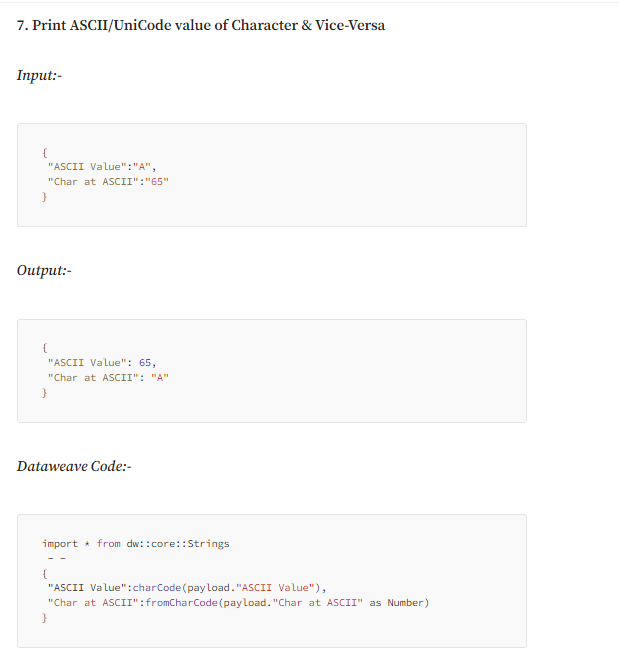 7. Print ASCII/UniCode value of Character & Vice-Versa
Input:-
{
"ASCII Value":"A",
"Char at ASCII":"65"
}
Output:-
{
"ASCII Value": 65,
"Char at ASCII": "A"
}
Dataweave Code:-
import * from dw::core::Strings
– –
{
"ASCII Value":charCode(payload."ASCII Value"),
"Char at ASCII":fromCharCode(payload."Char at ASCII" as Number)
}